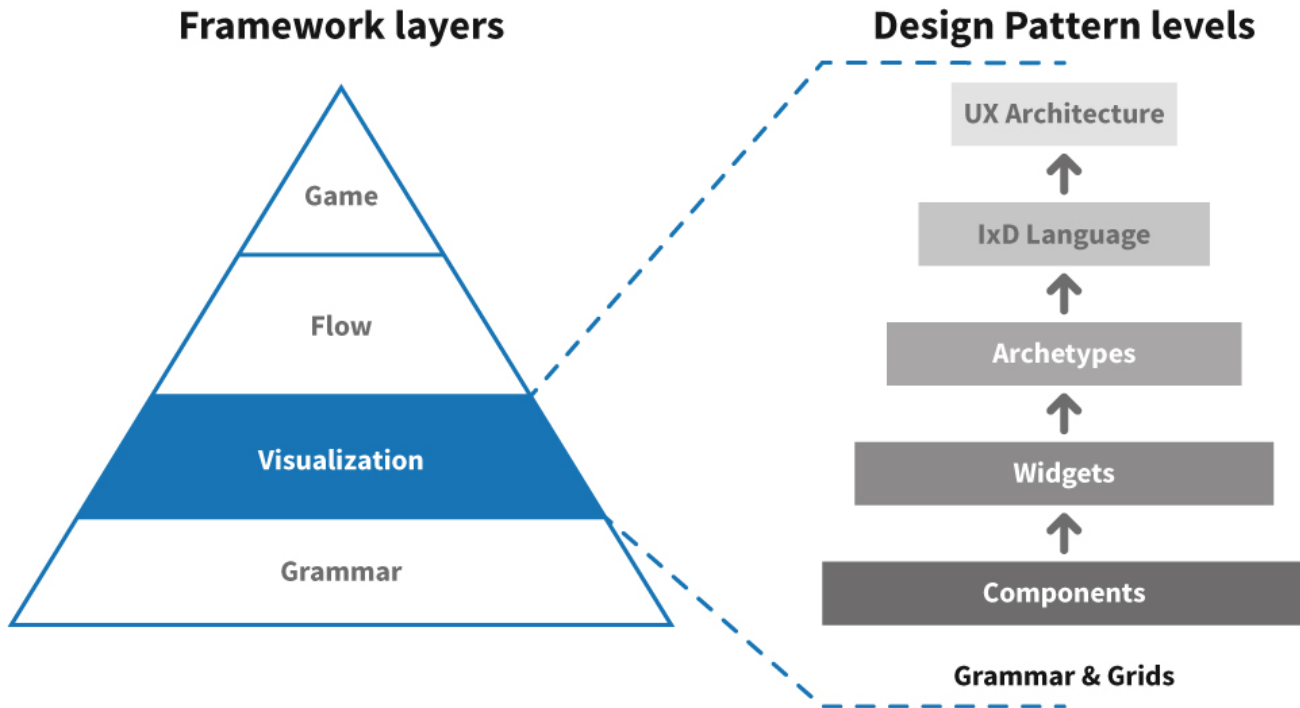 Framework layers
Game
Flow
Visualization
Grammar
Design Pattern levels
UX Architecture
IxD Language
Archetypes
Widgets
Components
Grammar & Grids